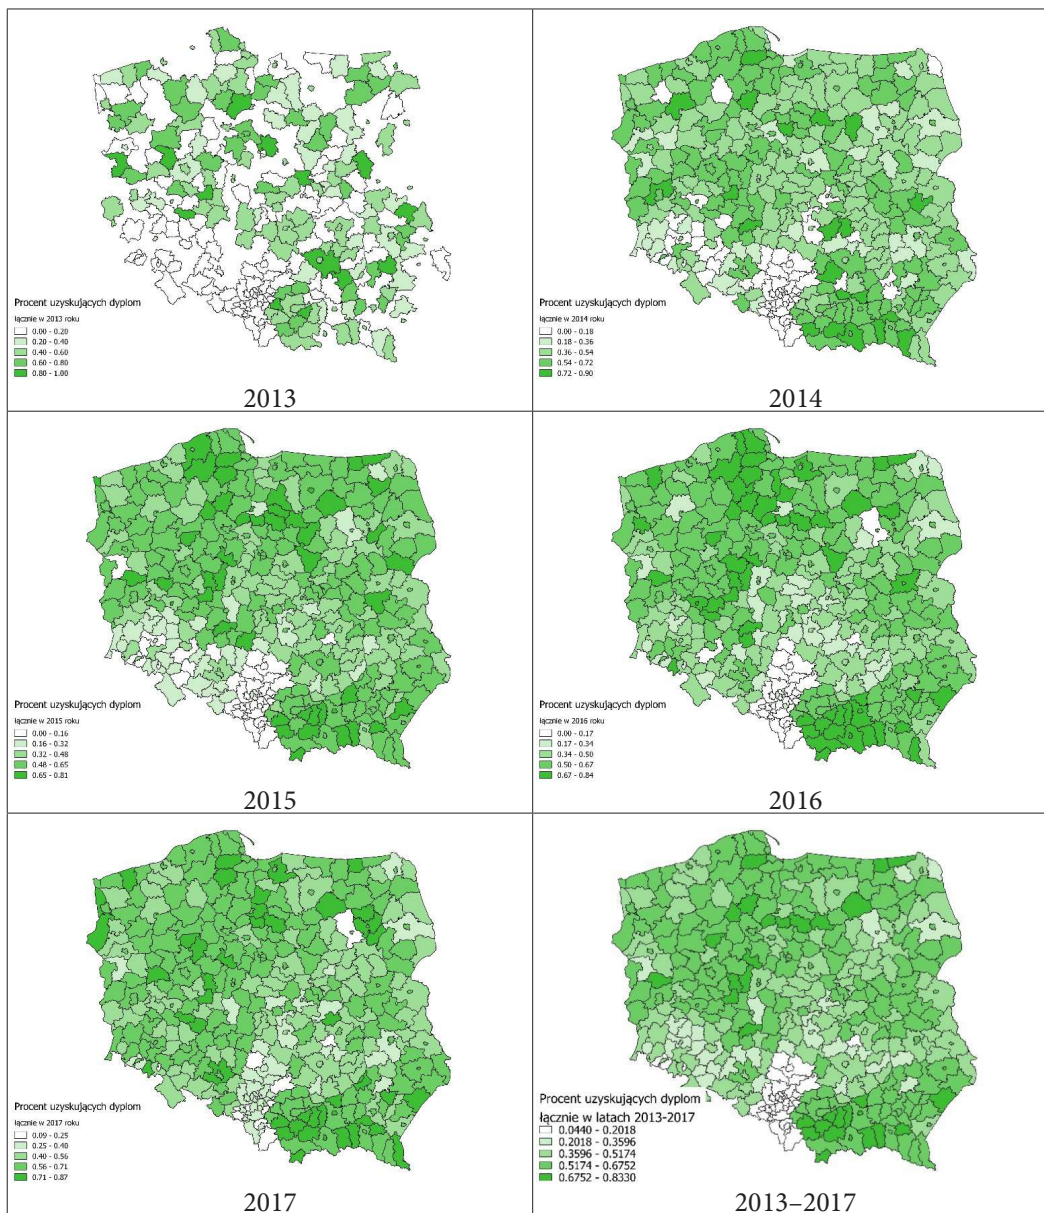 Procent uzyskujących dyplom
łącznie w 2013 roku
0.00 - 0.20
0.20 - 0.40
0.40 - 0.60
0.60 - 0.80
0.80 - 1.00
2013
Procent uzyskujących dyplom
łącznie w 2014 roku
0.00 - 0.18
0.18 - 0.36
0.36 - 0.54
0.54 - 0.72
0.72 - 0.90
2014
Procent uzyskujących dyplom
łącznie w 2015 roku
0.00 - 0.16
0.16 - 0.32
0.32 - 0.48
0.48 - 0.65
0.65 - 0.81
2015
Procent uzyskujących dyplom
łącznie w 2016 roku
0.00 - 0.17
0.17 - 0.34
0.34 - 0.50
0.50 - 0.67
0.67 - 0.84
2016
Procent uzyskujących dyplom
łącznie w 2017 roku
0.09 - 0.25
0.25 - 0.40
0.40 - 0.56
0.56 - 0.71
0.71 - 0.87
2017
Procent uzyskujących dyplom
łącznie w latach 2013-2017
0.0440 - 0.2018
0.2018 - 0.3596
0.3596 - 0.5174
0.5174 - 0.6752
0.6752 - 0.8330
2013–2017